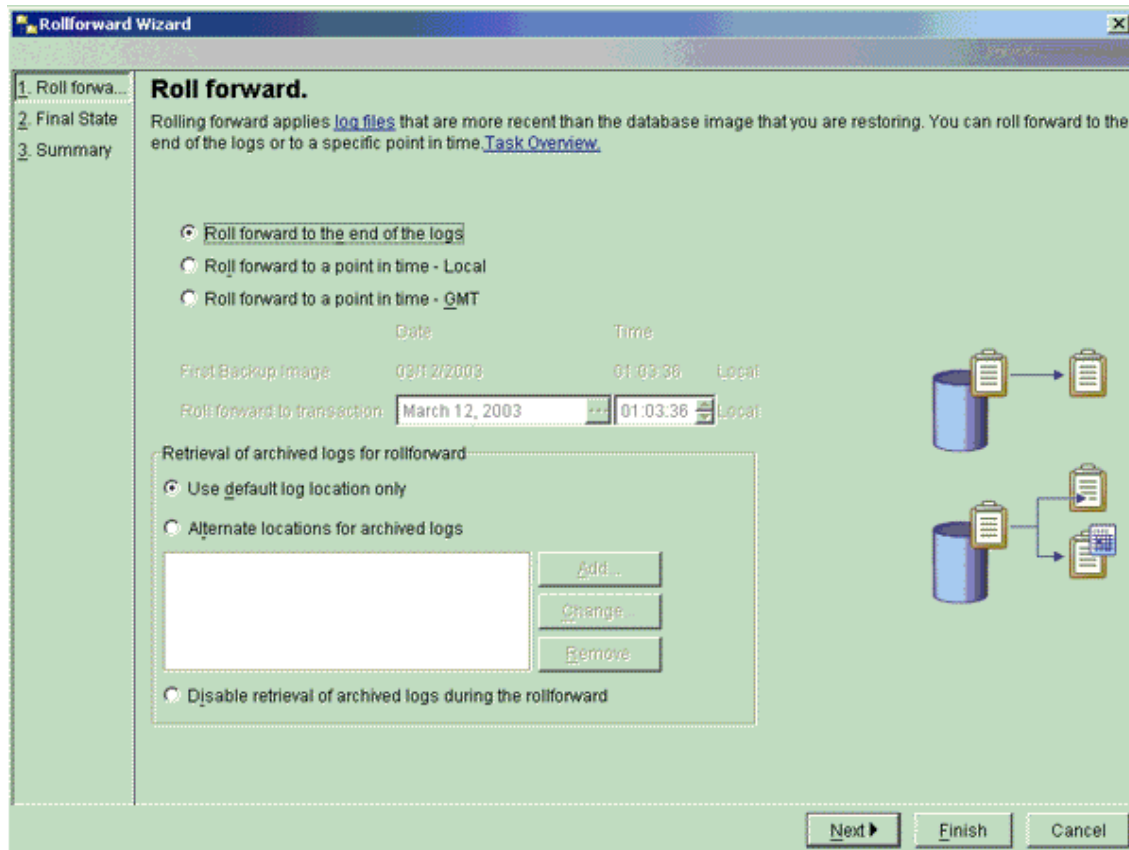 Rollforward Wizard
1. Roll forwa...
2. Final State
3. Summary
Roll forward.
Rolling forward applies log files that are more recent than the database image that you are restoring. You can roll forward to the
end of the logs or to a specific point in time.Task Overview.
Roll forward to the end of the logs
Roll forward to a point in time - Local
Roll forward to a point in time - GMT
Date Time
First Backup Image 03/12/2003 01:03:36 Local
Roll forward to transaction March 12, 2003 ... 01:03:36 Local
Retrieval of archived logs for rollforward
Use default log location only
Alternate locations for archived logs
Add...
Change...
Remove
Disable retrieval of archived logs during the rollforward
Next
Finish
Cancel